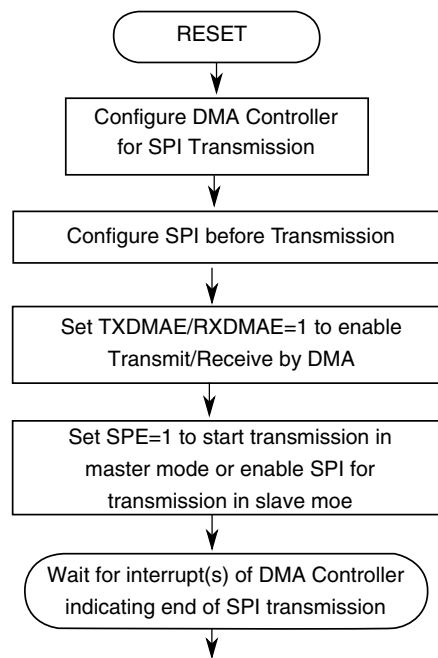 RESET
Configure DMA Controller
for SPI Transmission
Configure SPI before Transmission
Set TXDMAE/RXDMAE=1 to enable
Transmit/Receive by DMA
Set SPE=1 to start transmission in
master mode or enable SPI for
transmission in slave moe
Wait for interrupt(s) of DMA Controller
indicating end of SPI transmission